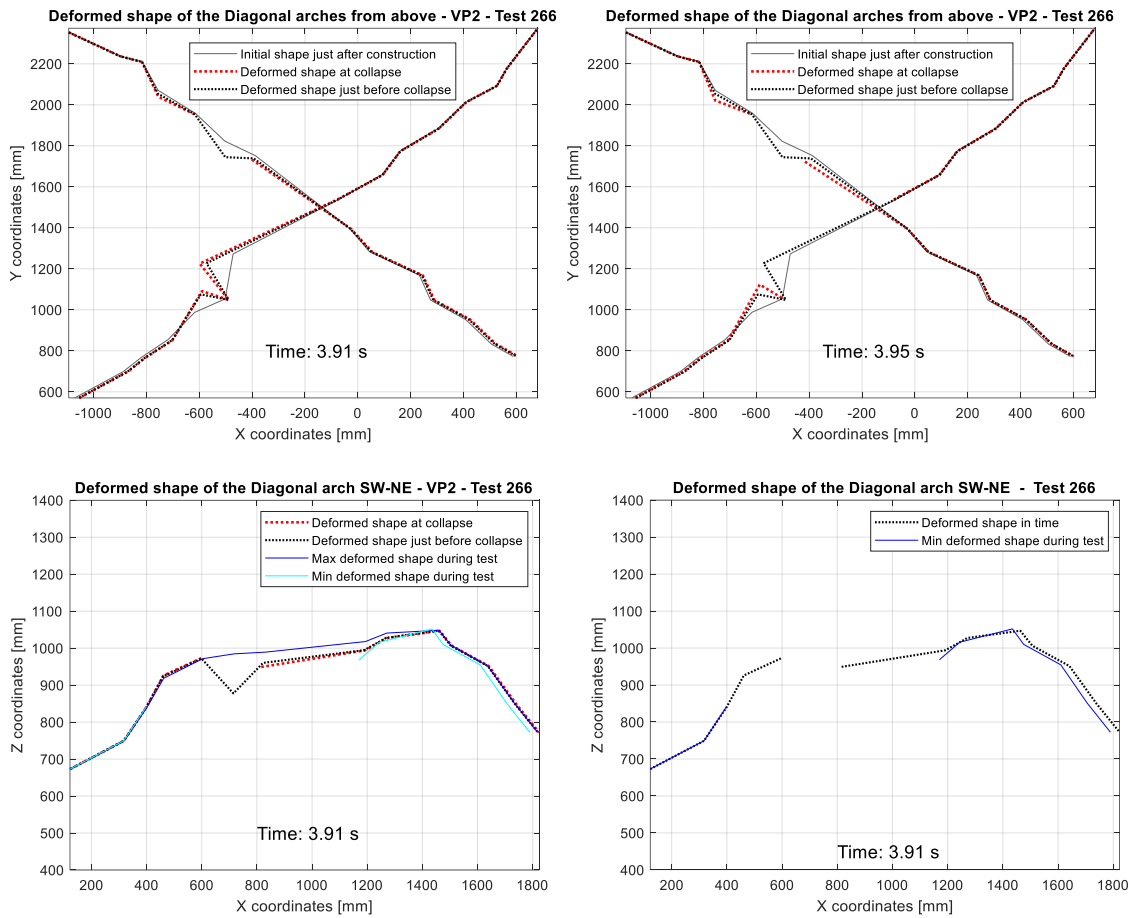 Deformed shape of the Diagonal arches from above - VP2 - Test 266
Initial shape just after construction
Deformed shape at collapse
Deformed shape just before collapse
2200
2000
1800
1600
1400
1200
1000
800
600
Y coordinates [mm]
Time: 3.91 s
-1000 -800 -600 -400 -200 0 200 400 600
X coordinates [mm]
Deformed shape of the Diagonal arches from above - VP2 - Test 266
Initial shape just after construction
Deformed shape at collapse
Deformed shape just before collapse
2200
2000
1800
1600
1400
1200
1000
800
600
Y coordinates [mm]
Time: 3.95 s
-1000 -800 -600 -400 -200 0 200 400 600
X coordinates [mm]
Deformed shape of the Diagonal arch SW-NE - VP2 - Test 266
Deformed shape at collapse
Deformed shape just before collapse
Max deformed shape during test
Min deformed shape during test
1400
1300
1200
1100
1000
900
800
700
600
500
400
Z coordinates [mm]
Time: 3.91 s
200 400 600 800 1000 1200 1400 1600 1800
X coordinates [mm]
Deformed shape of the Diagonal arch SW-NE - Test 266
Deformed shape in time
Min deformed shape during test
1400
1300
1200
1100
1000
900
800
700
600
500
400
Z coordinates [mm]
Time: 3.91 s
200 400 600 800 1000 1200 1400 1600 1800
X coordinates [mm]